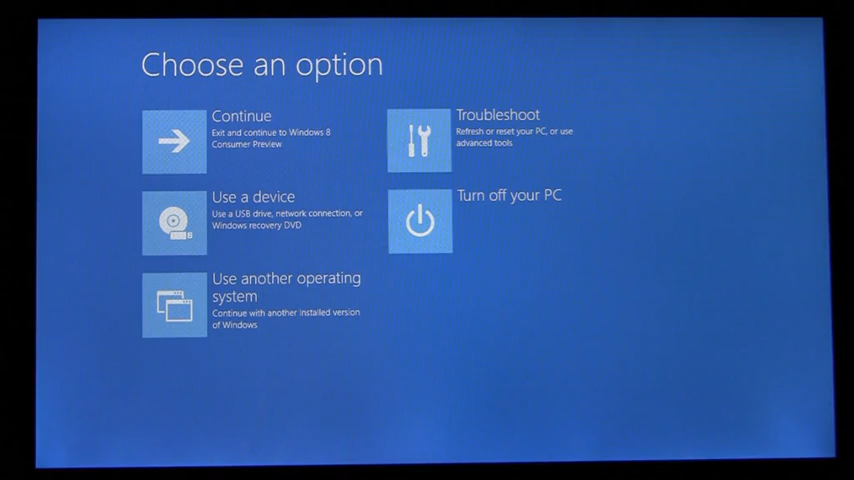 Choose an option
Continue
Exit and continue to Windows 8
Consumer Preview
Use a device
Use a USB drive, network connection, or
Windows recovery DVD
Use another operating
system
Continue with another installed version
of Windows
Troubleshoot
Refresh or reset your PC, or use
advanced tools
Turn off your PC